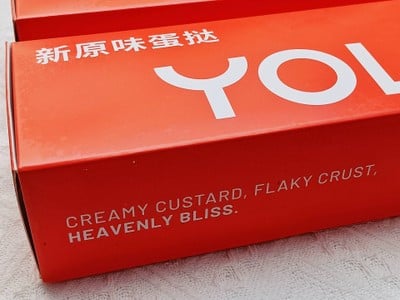 新原味蛋挞
YOL
CREAMY CUSTARD, FLAKY CRUST,
HEAVENLY BLISS.